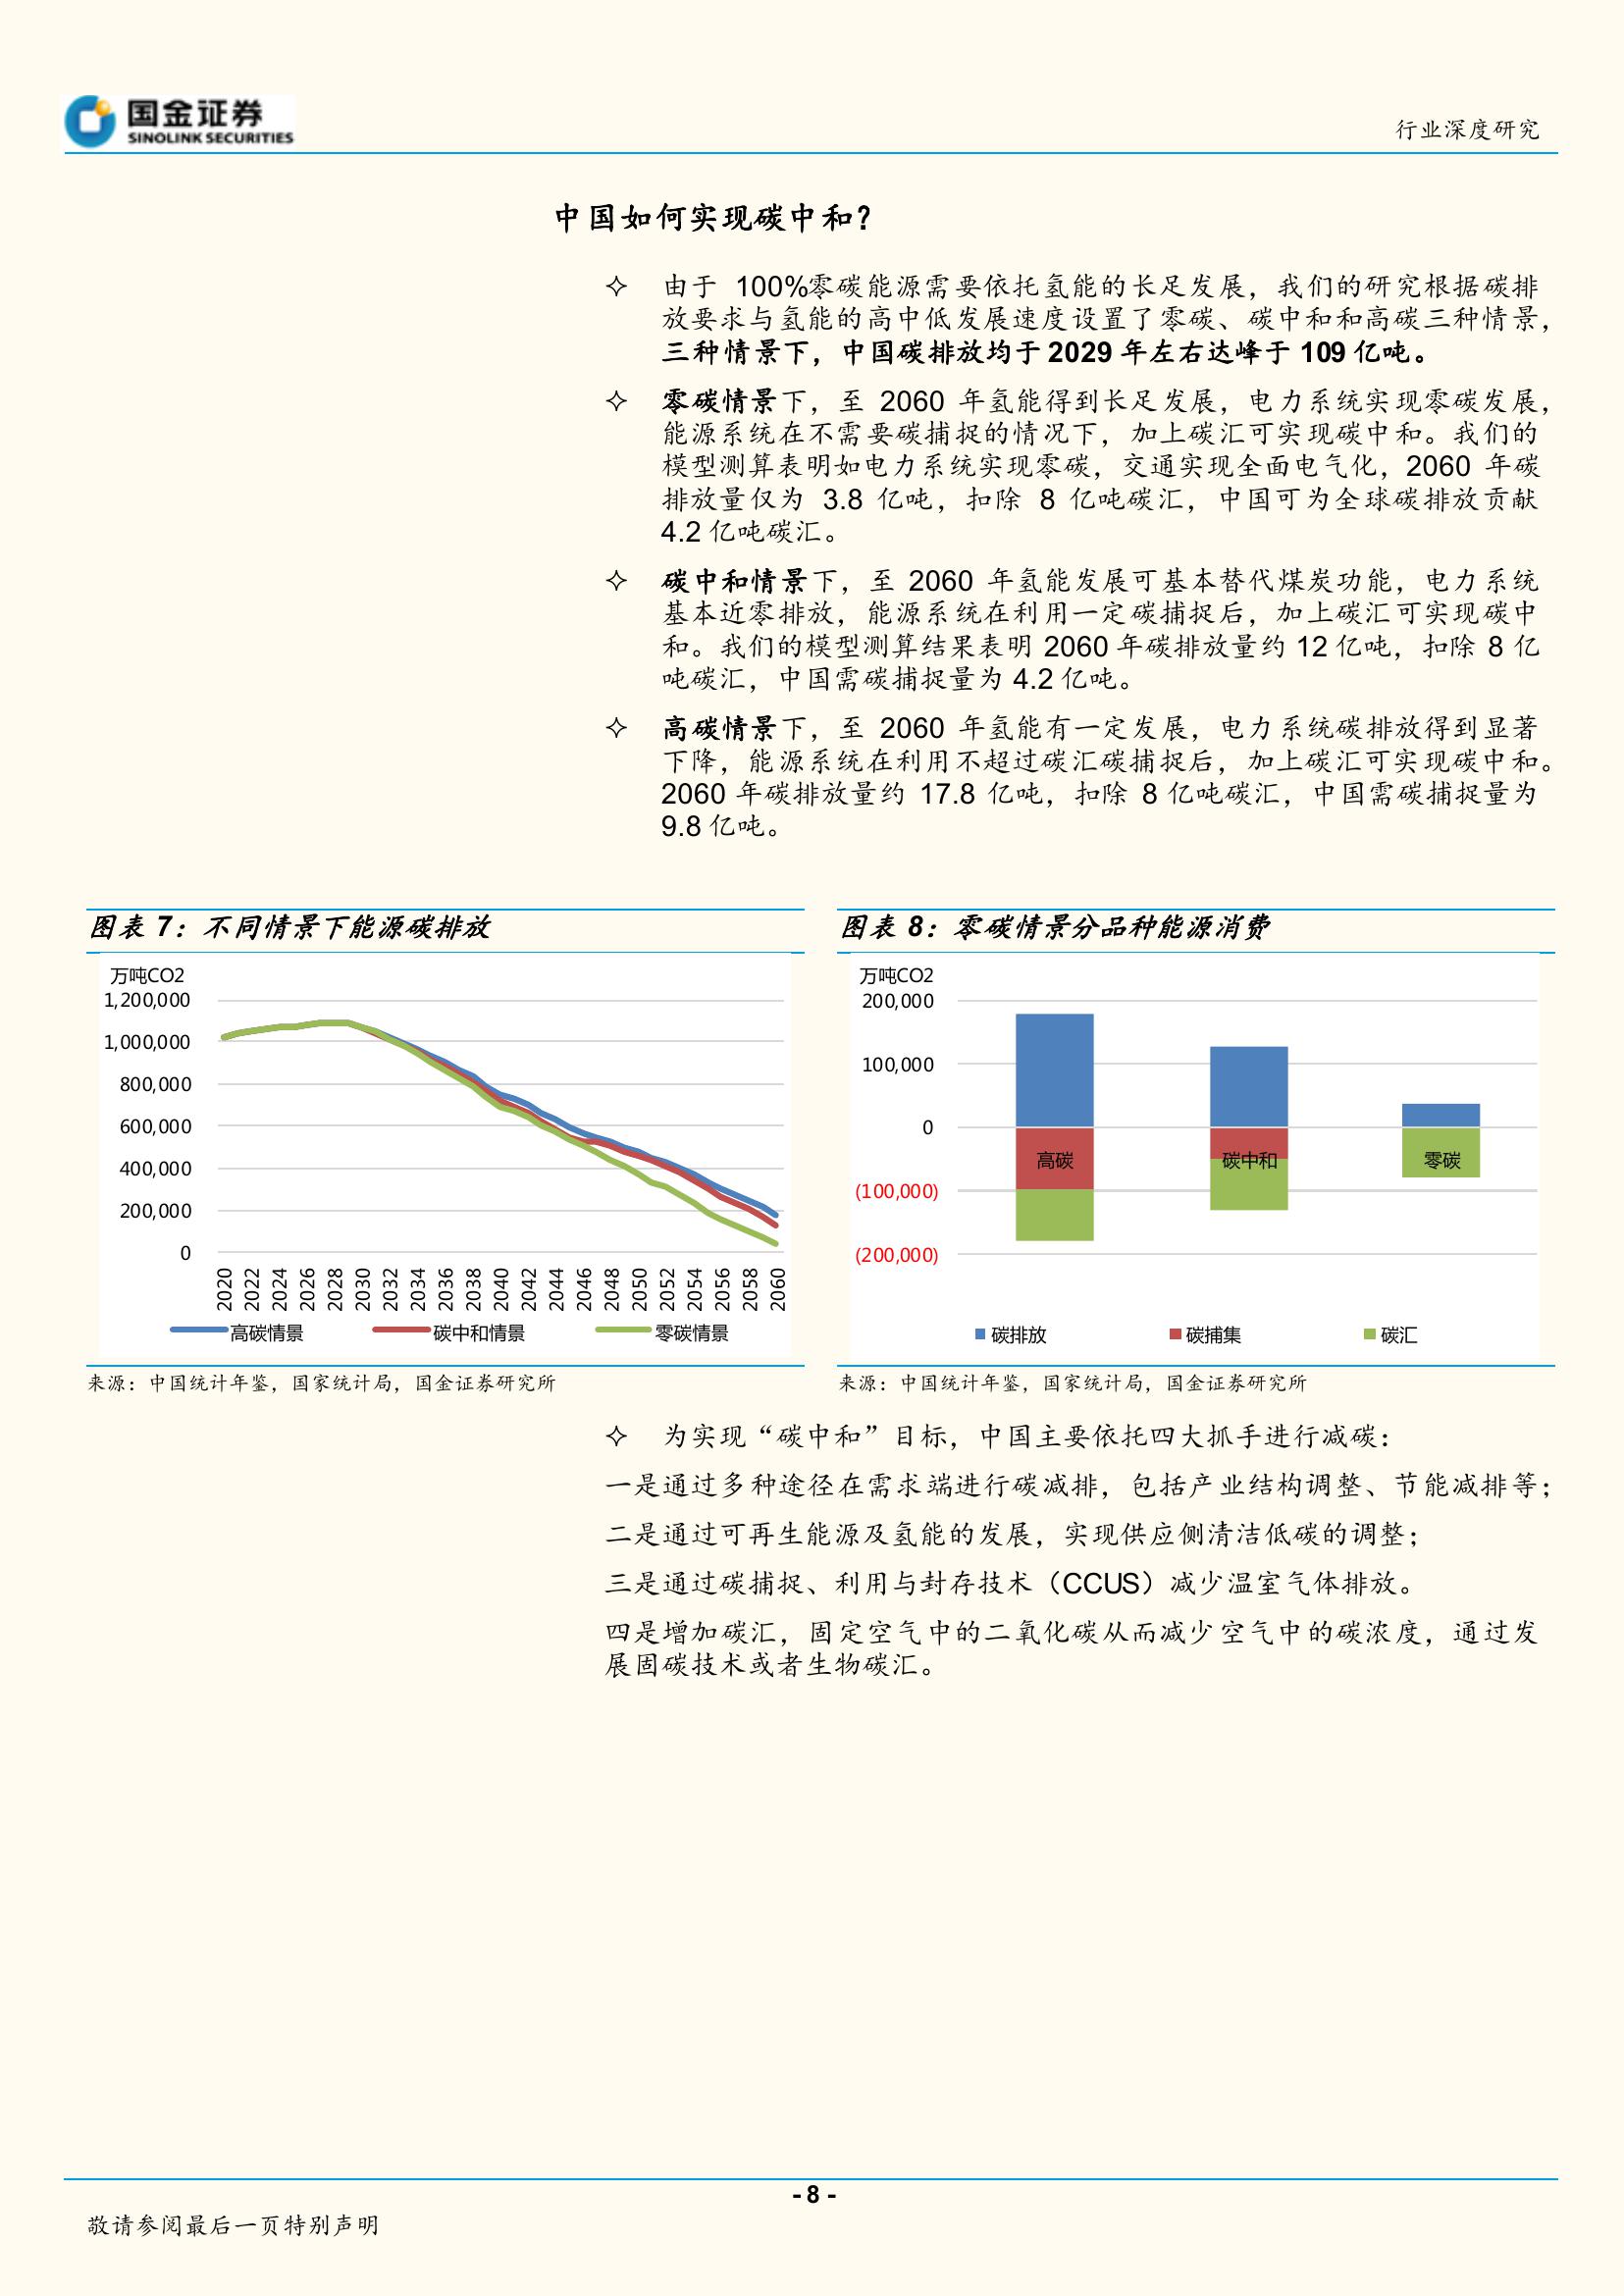 国金证券
SINOLINK SECURITIES
行业深度研究
中国如何实现碳中和？
✧ 由于 100%零碳能源需要依托氢能的长足发展，我们的研究根据碳排
放要求与氢能的高中低发展速度设置了零碳、碳中和和高碳三种情景，
三种情景下，中国碳排放均于 2029 年左右达峰于 109 亿吨。
✧ 零碳情景下，至 2060 年氢能得到长足发展，电力系统实现零碳发展，
能源系统在不需要碳捕捉的情况下，加上碳汇可实现碳中和。我们的
模型测算表明如电力系统实现零碳，交通实现全面电气化，2060 年碳
排放量仅为 3.8 亿吨，扣除 8 亿吨碳汇，中国可为全球碳排放贡献
4.2 亿吨碳汇。
✧ 碳中和情景下，至 2060 年氢能发展可基本替代煤炭功能，电力系统
基本近零排放，能源系统在利用一定碳捕捉后，加上碳汇可实现碳中
和。我们的模型测算结果表明 2060 年碳排放量约 12 亿吨，扣除 8 亿
吨碳汇，中国需碳捕捉量为 4.2 亿吨。
✧ 高碳情景下，至 2060 年氢能有一定发展，电力系统碳排放得到显著
下降，能源系统在利用不超过碳汇碳捕捉后，加上碳汇可实现碳中和。
2060 年碳排放量约 17.8 亿吨，扣除 8 亿吨碳汇，中国需碳捕捉量为
9.8 亿吨。
图表 7：不同情景下能源碳排放
万吨CO2
1,200,000
1,000,000
800,000
600,000
400,000
200,000
0
2020 2022 2024 2026 2028 2030 2032 2034 2036 2038 2040 2042 2044 2046 2048 2050 2052 2054 2056 2058 2060
高碳情景 碳中和情景 零碳情景
来源：中国统计年鉴，国家统计局，国金证券研究所
图表 8：零碳情景分品种能源消费
万吨CO2
200,000
100,000
0
高碳 碳中和 零碳
(100,000)
(200,000)
碳排放 碳捕集 碳汇
来源：中国统计年鉴，国家统计局，国金证券研究所
✧ 为实现“碳中和”目标，中国主要依托四大抓手进行减碳：
一是通过多种途径在需求端进行碳减排，包括产业结构调整、节能减排等；
二是通过可再生能源及氢能的发展，实现供应侧清洁低碳的调整；
三是通过碳捕捉、利用与封存技术（CCUS）减少温室气体排放。
四是增加碳汇，固定空气中的二氧化碳从而减少空气中的碳浓度，通过发
展固碳技术或者生物碳汇。
- 8 -
敬请参阅最后一页特别声明